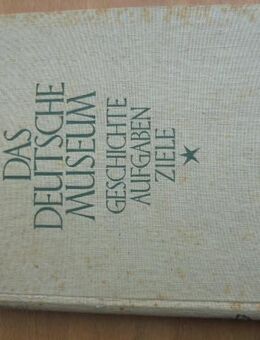 DAS
DEUTSCHE
MUSEUM
GESCHICHTE
AUFGABEN
ZIELE